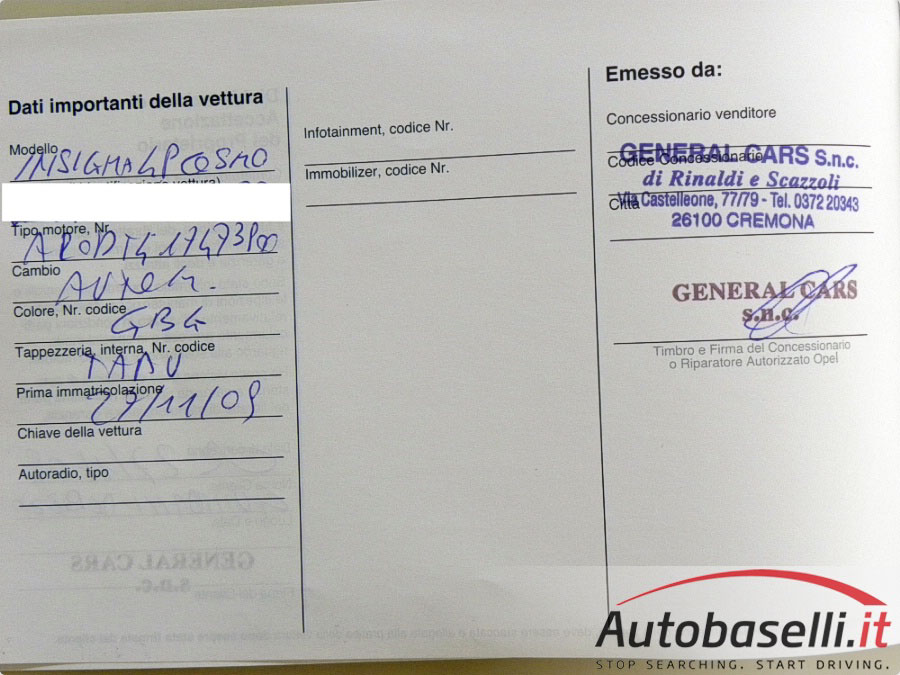 Dati importanti della vettura
Modello
INSIGNIA 4P COSMO
Tipo motore, Nr.
Cambio
AUTOM.
Colore, Nr. codice
GBG
Tappezzeria, interna, Nr. codice
TADU
Prima immatricolazione
27/11/09
Chiave della vettura
Autoradio, tipo
Infotainment, codice Nr.
Immobilizer, codice Nr.
Emesso da:
Concessionario venditore
Codice Concessionario
GENERAL CARS S.n.c.
di Rinaldi e Scazzoli
Città
Via Castelleone, 77/79 - Tel. 0372 20343
26100 CREMONA
GENERAL CARS
s.n.c.
Timbro e Firma del Concessionario
o Riparatore Autorizzato Opel
GENERAL CARS
S.n.c.
Autobaselli.it
STOP SEARCHING. START DRIVING.